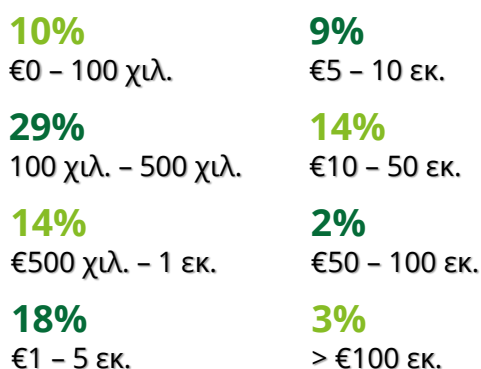 10%
€0 – 100 χιλ.
29%
100 χιλ. – 500 χιλ.
14%
€500 χιλ. – 1 εκ.
18%
€1 – 5 εκ.
9%
€5 – 10 εκ.
14%
€10 – 50 εκ.
2%
€50 – 100 εκ.
3%
> €100 εκ.